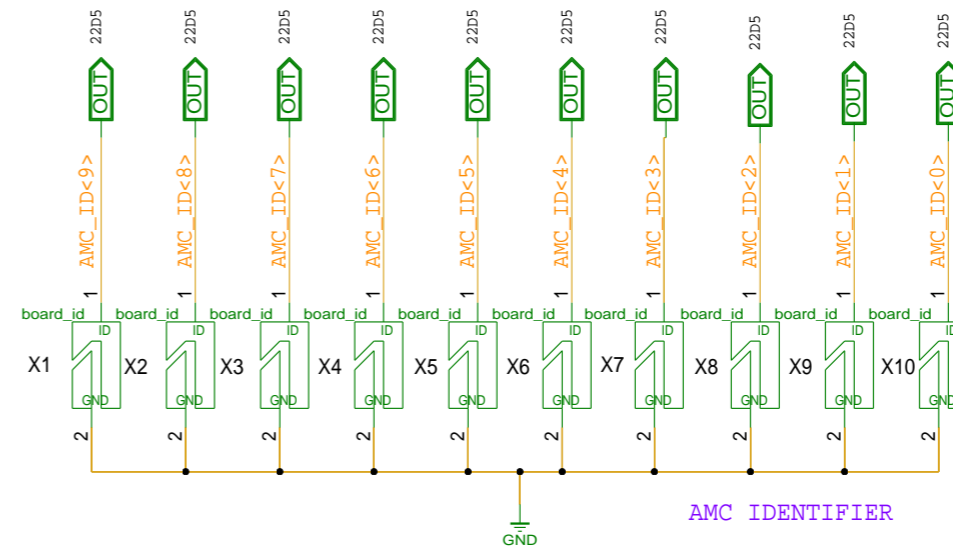 22D5 22D5 22D5 22D5 22D5 22D5 22D5 22D5 22D5 22D5
OUT OUT OUT OUT OUT OUT OUT OUT OUT OUT
AMC_ID<9> AMC_ID<8> AMC_ID<7> AMC_ID<6> AMC_ID<5> AMC_ID<4> AMC_ID<3> AMC_ID<2> AMC_ID<1> AMC_ID<0>
1 1 1 1 1 1 1 1 1 1
board_id board_id board_id board_id board_id board_id board_id board_id board_id board_id
ID ID ID ID ID ID ID ID ID ID
X1 X2 X3 X4 X5 X6 X7 X8 X9 X10
GND GND GND GND GND GND GND GND GND GND
2 2 2 2 2 2 2 2 2 2
AMC IDENTIFIER
GND